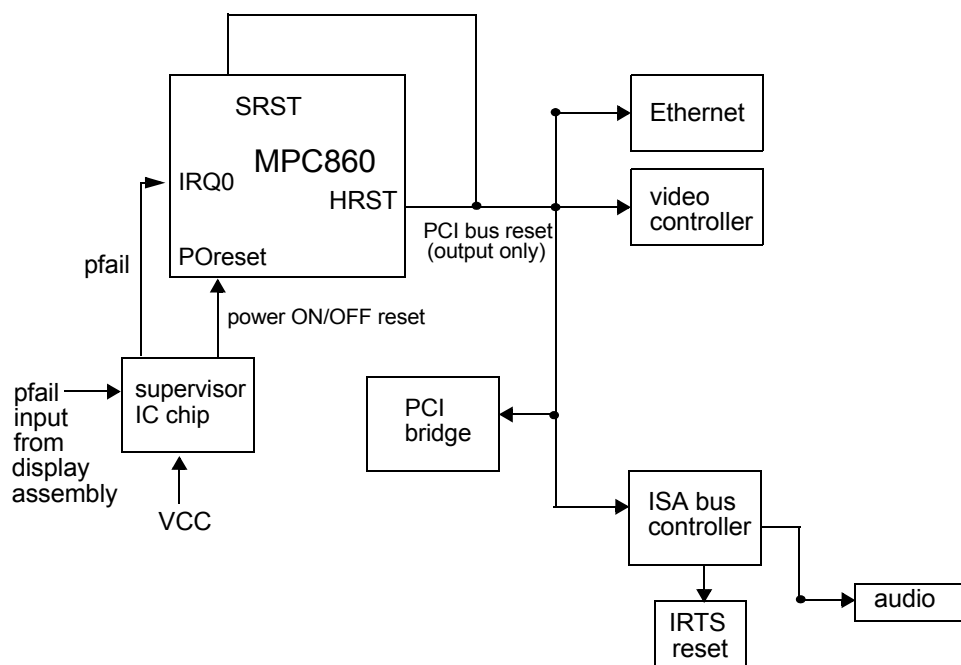 SRST
MPC860
IRQ0
HRST
POreset
Ethernet
video
controller
PCI bus reset
(output only)
pfail
power ON/OFF reset
pfail
input
from
display
assembly
supervisor
IC chip
VCC
PCI
bridge
ISA bus
controller
IRTS
reset
audio